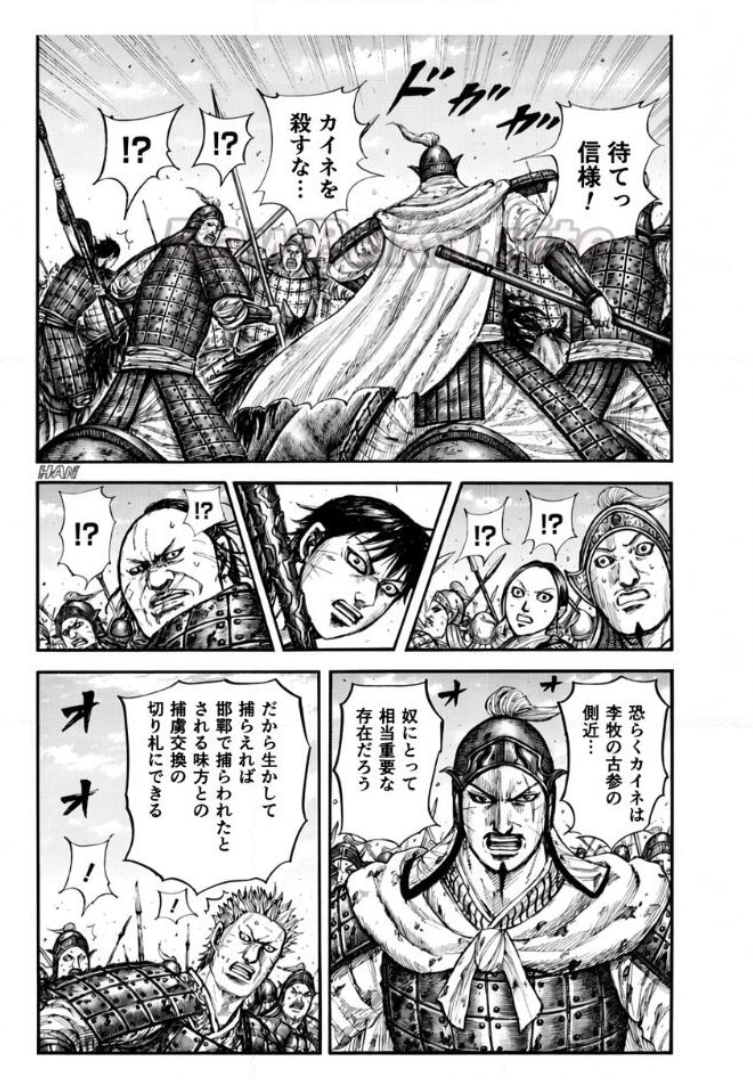 待てっ
信様！
ドガガ
カイネを
殺すな…
!?
!?
HAN
!?
!?
!?
!?
恐らくカイネは
李牧の古参の
側近…
オ
オ
奴にとって
相当重要な
存在だろう
だから生かして
捕らえれば
邯鄲で捕らわれたと
される味方との
捕虜交換の
切り札にできる
オ
オ
!
!